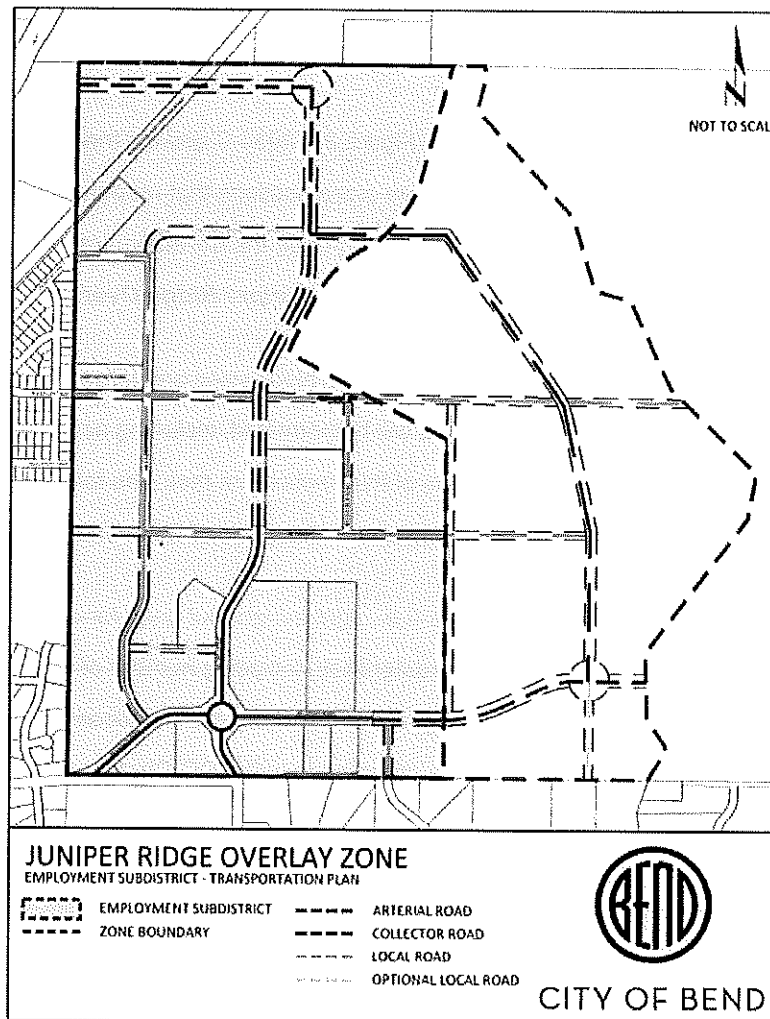 N
NOT TO SCAL
JUNIPER RIDGE OVERLAY ZONE
EMPLOYMENT SUBDISTRICT - TRANSPORTATION PLAN
EMPLOYMENT SUBDISTRICT
ZONE BOUNDARY
ARTERIAL ROAD
COLLECTOR ROAD
LOCAL ROAD
OPTIONAL LOCAL ROAD
BEND
CITY OF BEND